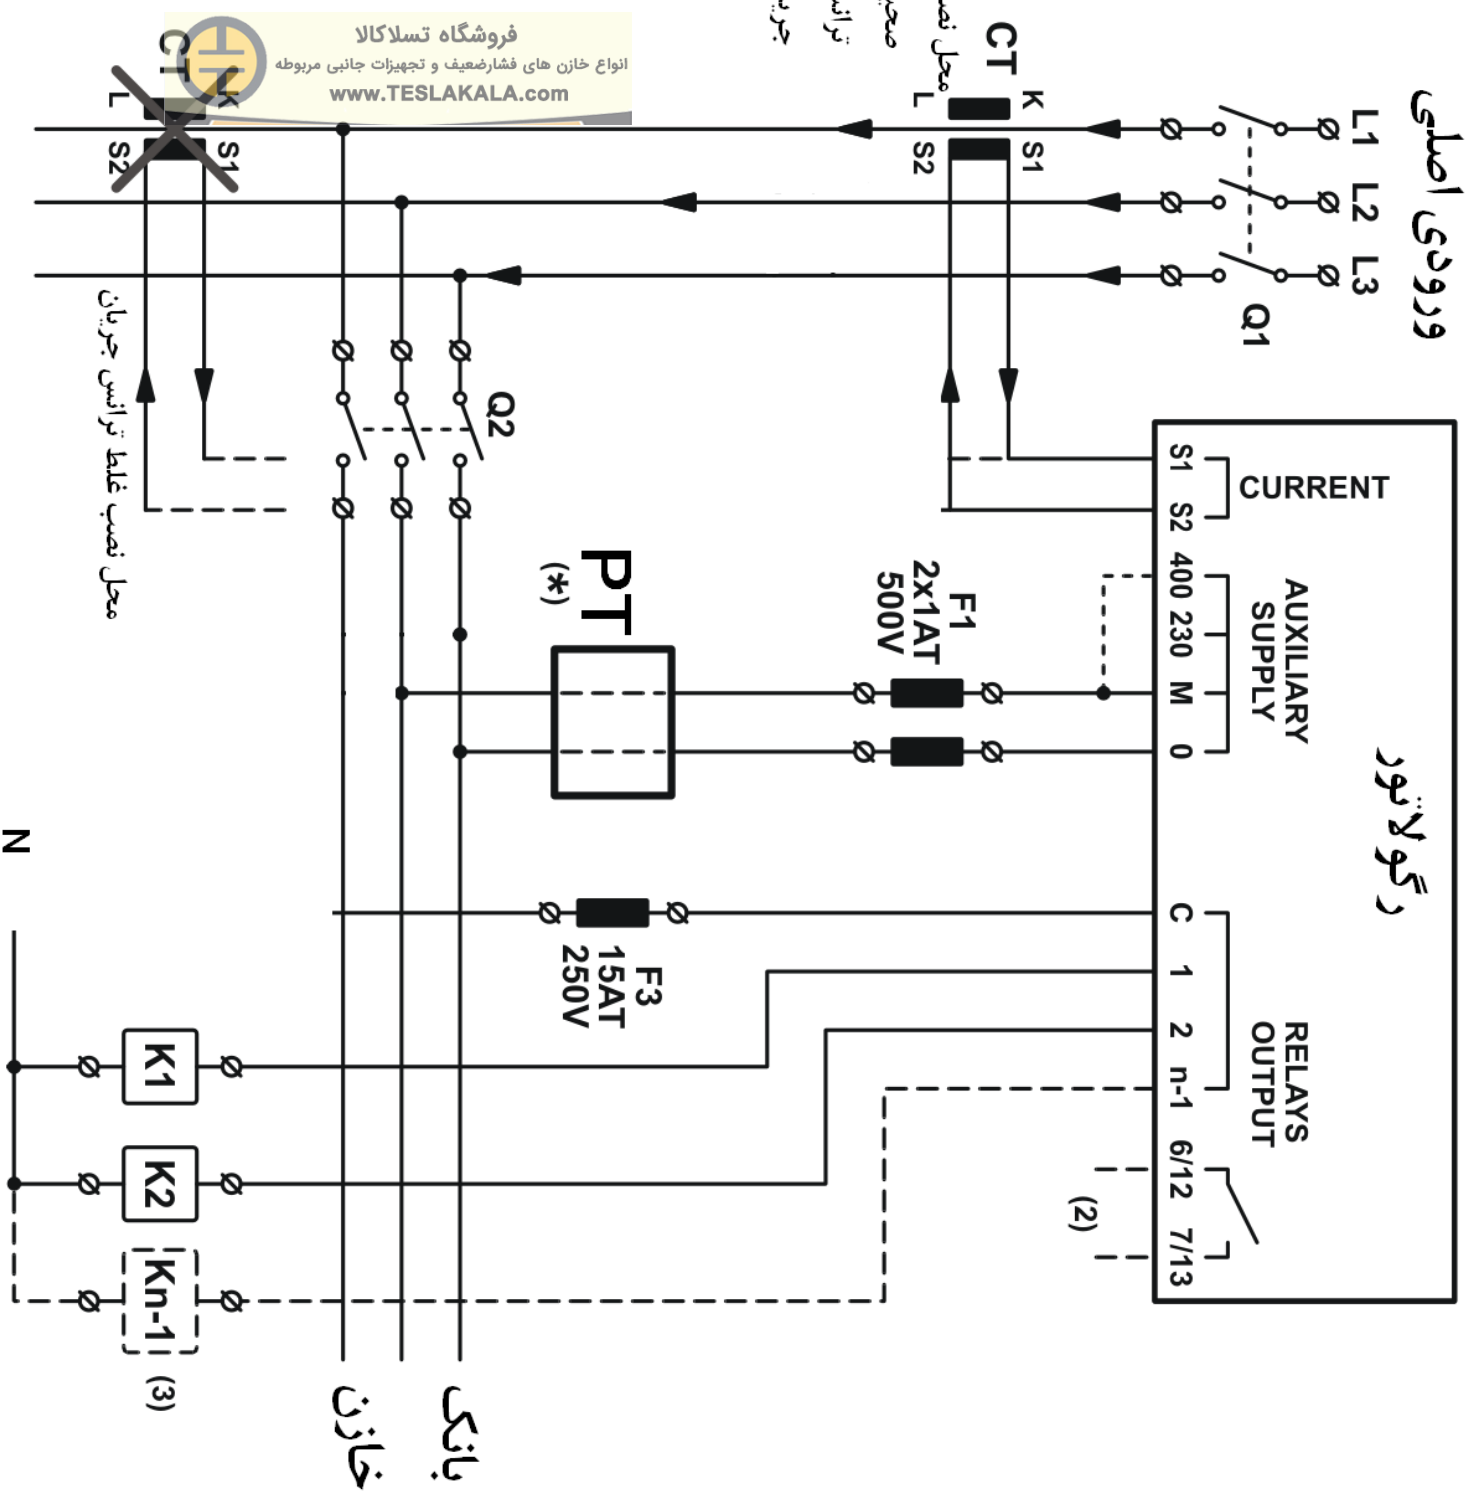 فروشگاه تسلاکالا
انواع خازن های فشارضعیف و تجهیزات جانبی مربوطه
www.TESLAKALA.com
ورودی اصلی
L1
L2
L3
Q1
CT
K
L
S1
S2
محل نصب
CT
K
L
S1
S2
محل نصب غلط ترانس جریان
Q2
رگولاتور
CURRENT
S1
S2
AUXILIARY
SUPPLY
400
230
M
0
F1
2x1AT
500V
PT
(*)
RELAYS
OUTPUT
C
1
2
n-1
6/12
7/13
(2)
F3
15AT
250V
N
K1
K2
Kn-1
(3)
بانک
خازن